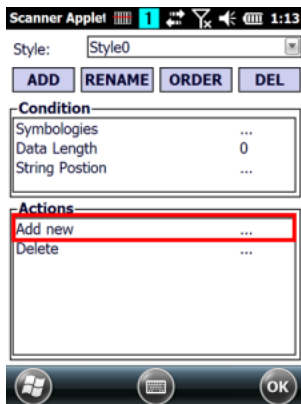 Scanner Applet 1 1:13
Style: Style0
ADD RENAME ORDER DEL
Condition
Symbologies ...
Data Length 0
String Postion ...
Actions
Add new ...
Delete ...
OK